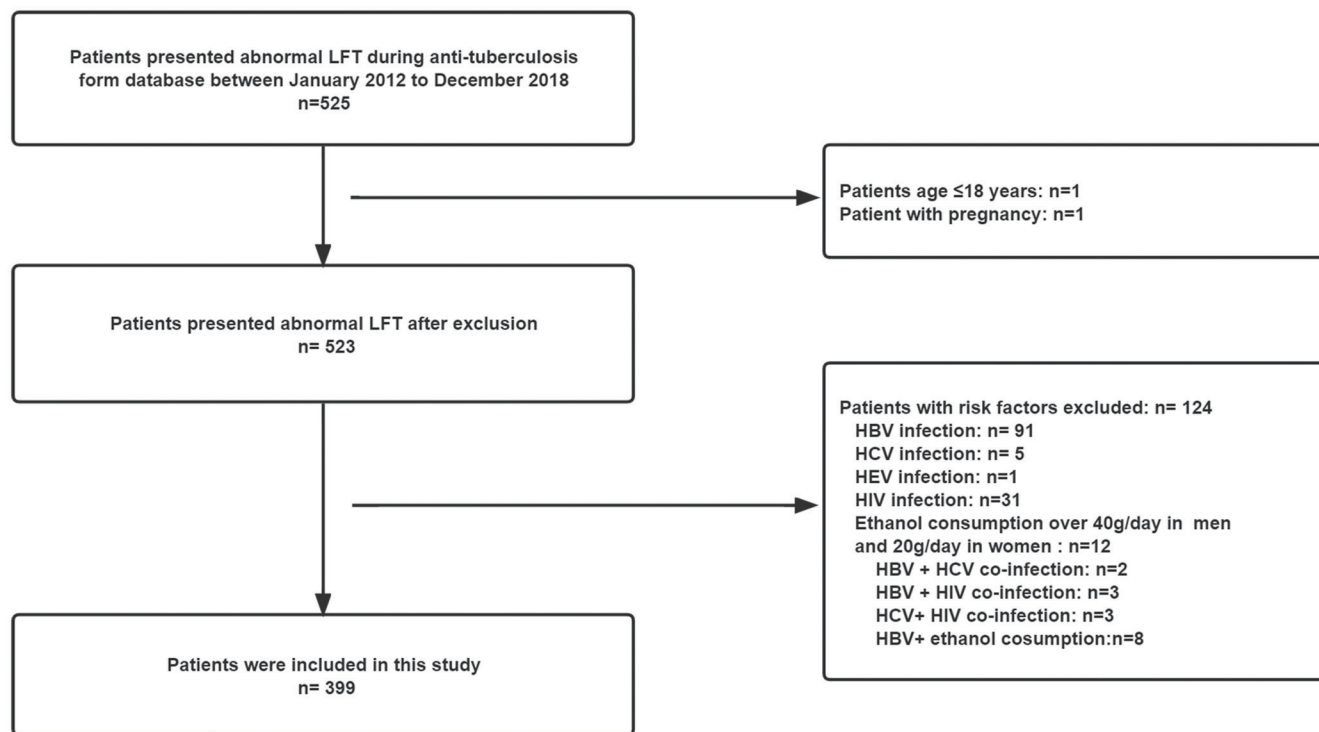 Patients presented abnormal LFT during anti-tuberculosis
form database between January 2012 to December 2018
n=525
Patients age ≤18 years: n=1
Patient with pregnancy: n=1
Patients presented abnormal LFT after exclusion
n= 523
Patients with risk factors excluded: n= 124
HBV infection: n= 91
HCV infection: n= 5
HEV infection: n=1
HIV infection: n=31
Ethanol consumption over 40g/day in  men
and 20g/day in women : n=12
HBV + HCV co-infection: n=2
HBV + HIV co-infection: n=3
HCV+ HIV co-infection: n=3
HBV+ ethanol cosumption:n=8
Patients were included in this study
n= 399